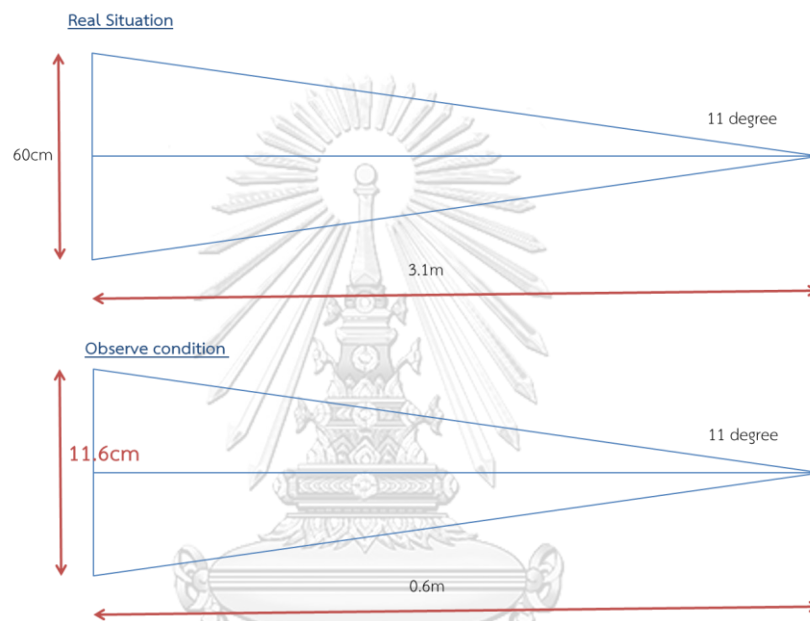 Real Situation
11 degree
60cm
3.1m
Observe condition
11 degree
11.6cm
0.6m